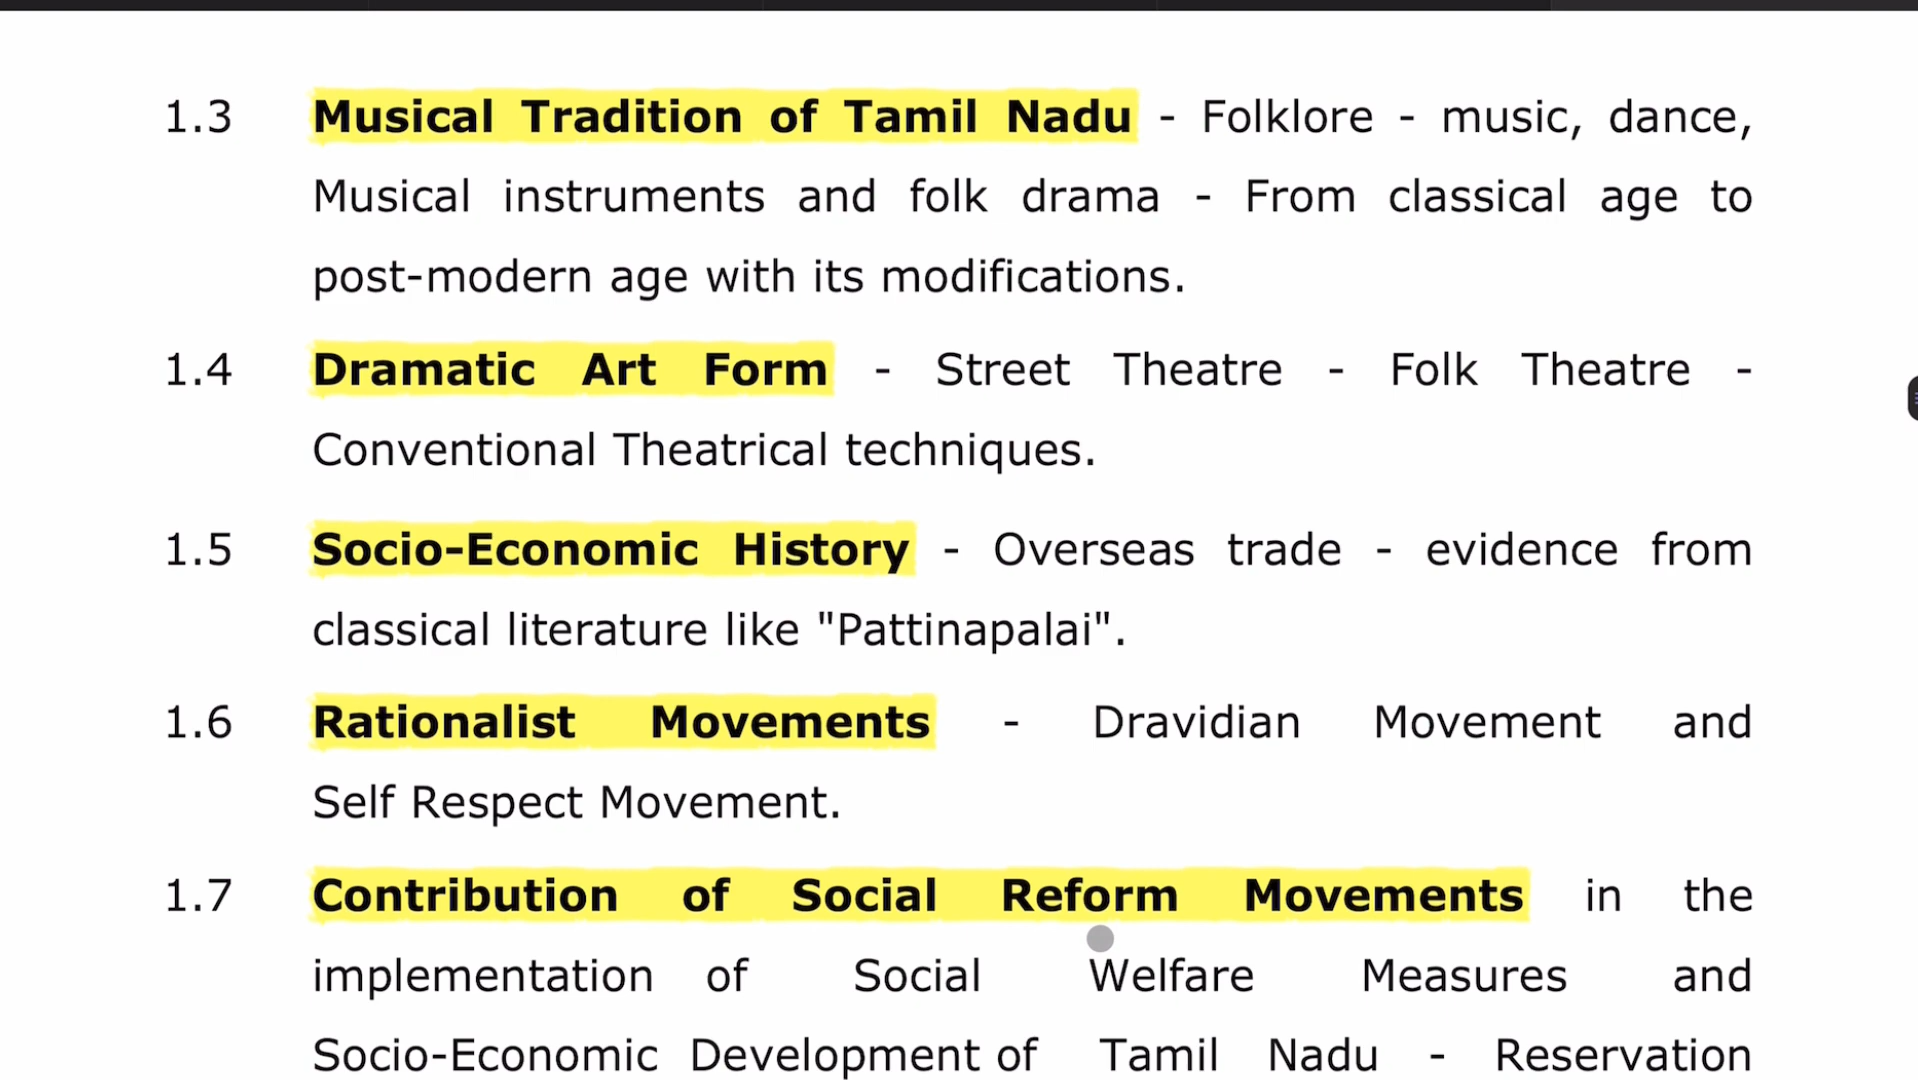 1.3 Musical Tradition of Tamil Nadu - Folklore - music, dance,
Musical instruments and folk drama - From classical age to
post-modern age with its modifications.
1.4 Dramatic Art Form - Street Theatre - Folk Theatre -
Conventional Theatrical techniques.
1.5 Socio-Economic History - Overseas trade - evidence from
classical literature like "Pattinapalai".
1.6 Rationalist Movements - Dravidian Movement and
Self Respect Movement.
1.7 Contribution of Social Reform Movements in the
implementation of Social Welfare Measures and
Socio-Economic Development of Tamil Nadu - Reservation